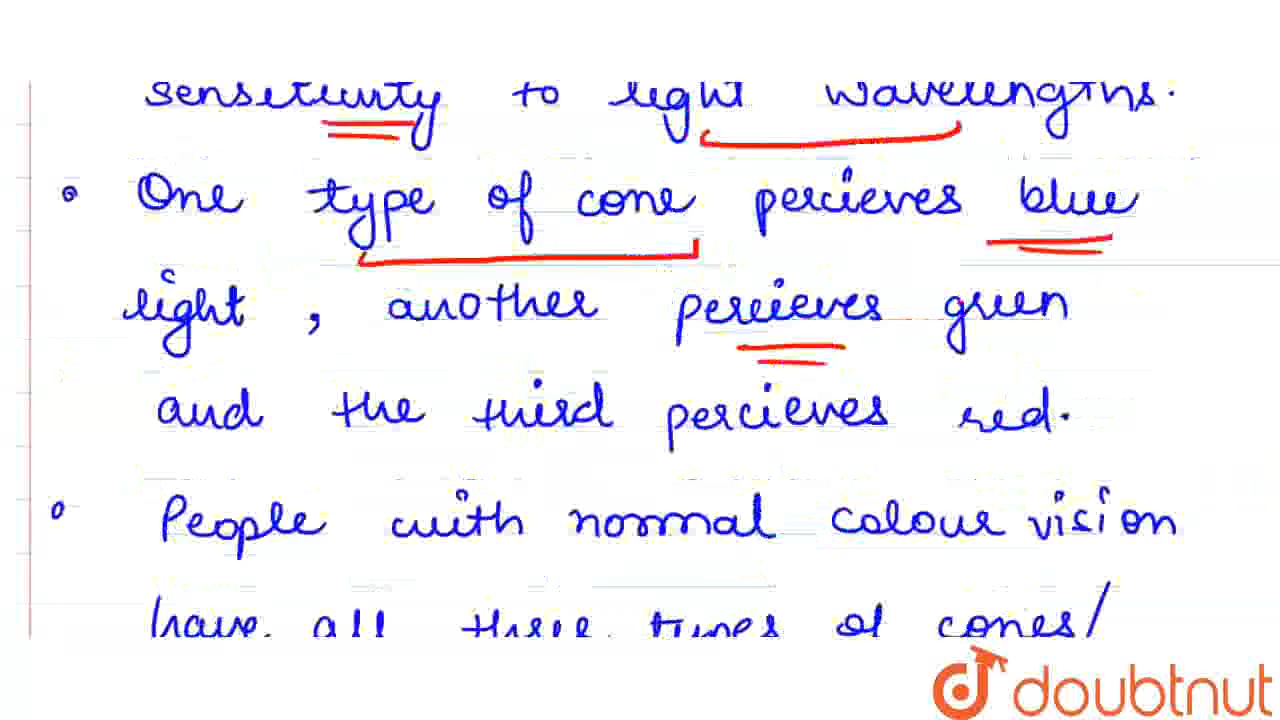 sensitivity to light wavelengths.
• One type of cone percieves blue
light, another percieves green
and the third percieves red.
• People with normal colour vision
have all three types of cones/
doubtnut